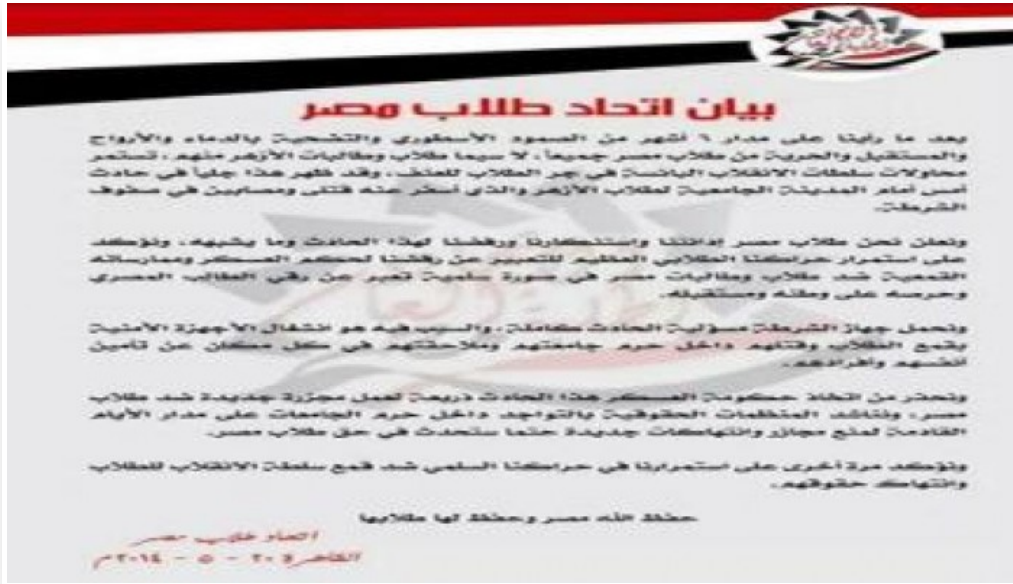 بيان اتحاد طلاب مصر
بعد ما رأينا على مدار ٦ أشهر من الصمود الأسطوري والتضحية بالدماء والأرواح
والمستقبل والحرية من طلاب مصر جميعاً، لا سيما طلاب وطالبات الأزهر منهم، تستمر
محاولات سلطات الانقلاب البائسة في جر الطلاب للعنف، وقد ظهر هذا جلياً في حادث
أمس أمام المدينة الجامعية لطلاب الأزهر والذي أسفر عنه قتلى ومصابين في صفوف
الشرطة.
ونعلن نحن طلاب مصر إدانتنا واستنكارنا ورفضنا لهذا الحادث وما يشبهه، ونؤكد
على استمرار حراكنا الطلابي العظيم للتعبير عن رفضنا لحكم العسكر وممارساته
القمعية ضد طلاب وطالبات مصر في صورة سلمية تعبر عن رقي الطالب المصري
وحرصه على وطنه ومستقبله.
ونحمل جهاز الشرطة مسؤلية الحادث كاملة، والسبب فيه هو انشغال الأجهزة الأمنية
بقمع الطلاب وقتلهم داخل حرم جامعتهم وملاحقتهم في كل مكان عن تأمين
انفسهم وأفرادهم.
ونحذر من اتخاذ حكومة العسكر هذا الحادث ذريعة لعمل مجزرة جديدة ضد طلاب
مصر، ونناشد المنظمات الحقوقية بالتواجد داخل حرم الجامعات على مدار الأيام
القادمة لمنع مجازر وانتهاكات جديدة حتما ستحدث في حق طلاب مصر.
ونؤكد مرة أخرى على استمرارنا في حراكنا السلمي ضد قمع سلطة الانقلاب للطلاب
وانتهاك حقوقهم.
حفظ الله مصر وحفظ لها طلابها
اتحاد طلاب مصر
القاهرة ٢٠ - ٥ - ٢٠١٤م